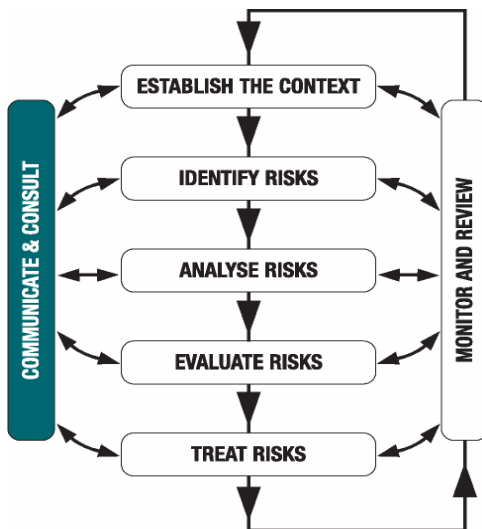 ESTABLISH THE CONTEXT
IDENTIFY RISKS
ANALYSE RISKS
EVALUATE RISKS
TREAT RISKS
COMMUNICATE & CONSULT
MONITOR AND REVIEW